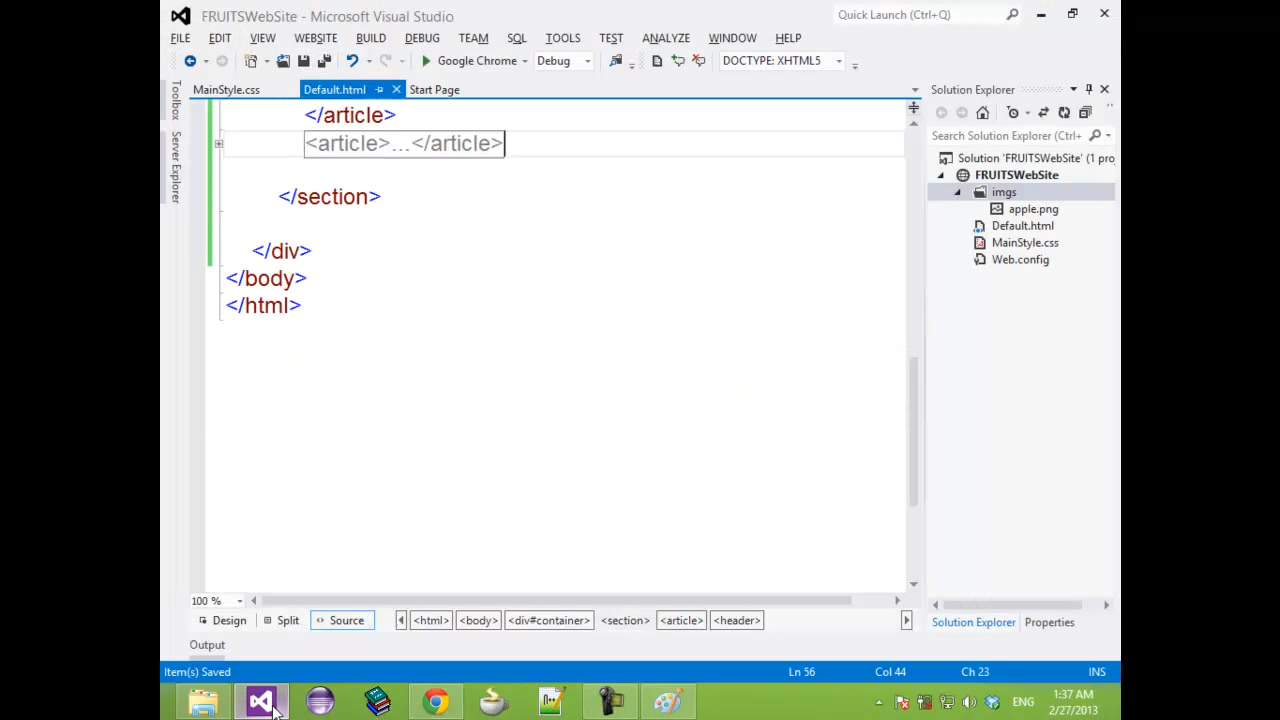 FRUITSWebSite - Microsoft Visual Studio
Quick Launch (Ctrl+Q)
FILE EDIT VIEW WEBSITE BUILD DEBUG TEAM SQL TOOLS TEST ANALYZE WINDOW HELP
Google Chrome Debug DOCTYPE: XHTML5
Toolbox
Server Explorer
MainStyle.css Default.html Start Page
</article>
<article>...</article>
</section>
</div>
</body>
</html>
Solution Explorer
Search Solution Explorer (Ctrl+
Solution 'FRUITSWebSite' (1 proj
FRUITSWebSite
imgs
apple.png
Default.html
MainStyle.css
Web.config
100 %
Design Split Source <html> <body> <div#container> <section> <article> <header>
Solution Explorer Properties
Output
Item(s) Saved Ln 56 Col 44 Ch 23 INS
ENG
1:37 AM
2/27/2013